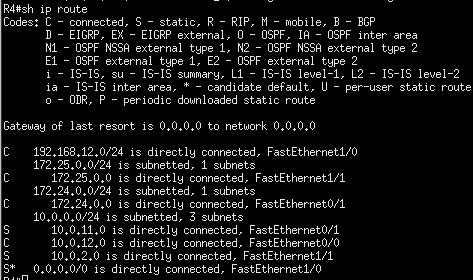 R4#sh ip route
Codes: C - connected, S - static, R - RIP, M - mobile, B - BGP
D - EIGRP, EX - EIGRP external, O - OSPF, IA - OSPF inter area
N1 - OSPF NSSA external type 1, N2 - OSPF NSSA external type 2
E1 - OSPF external type 1, E2 - OSPF external type 2
i - IS-IS, su - IS-IS summary, L1 - IS-IS level-1, L2 - IS-IS level-2
ia - IS-IS inter area, * - candidate default, U - per-user static route
o - ODR, P - periodic downloaded static route
Gateway of last resort is 0.0.0.0 to network 0.0.0.0
C 192.168.12.0/24 is directly connected, FastEthernet1/0
172.25.0.0/24 is subnetted, 1 subnets
C 172.25.0.0 is directly connected, FastEthernet1/1
172.24.0.0/24 is subnetted, 1 subnets
C 172.24.0.0 is directly connected, FastEthernet0/1
10.0.0.0/24 is subnetted, 3 subnets
S 10.0.11.0 is directly connected, FastEthernet0/1
C 10.0.12.0 is directly connected, FastEthernet0/0
S 10.0.2.0 is directly connected, FastEthernet1/1
S* 0.0.0.0/0 is directly connected, FastEthernet1/0
R4#